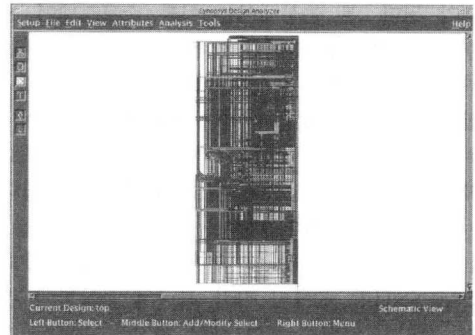 Synopsys Design Analyzer
Setup File Edit View Attributes Analysis Tools Help
Current Design: top Schematic View
Left Button: Select - Middle Button: Add/Modify Select - Right Button: Menu